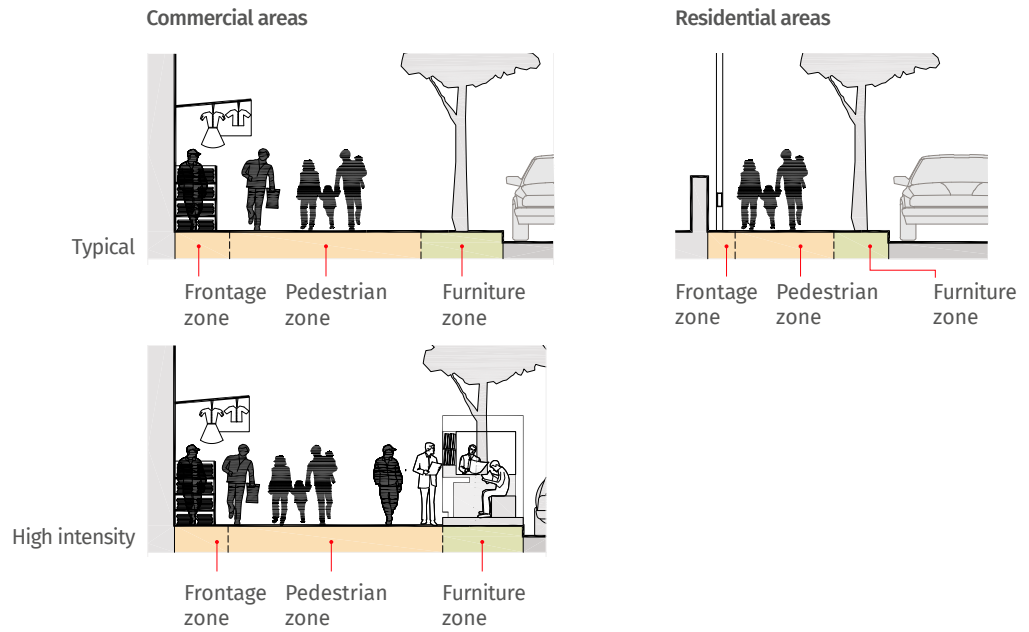 Commercial areas
Residential areas
Typical
Frontage
zone
Pedestrian
zone
Furniture
zone
Frontage
zone
Pedestrian
zone
Furniture
zone
High intensity
Frontage
zone
Pedestrian
zone
Furniture
zone